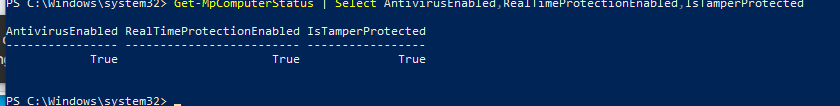 PS C:\Windows\system32> Get-MpComputerStatus | Select AntivirusEnabled,RealTimeProtectionEnabled,IsTamperProtected
AntivirusEnabled RealTimeProtectionEnabled IsTamperProtected
---------------- ------------------------- -----------------
True True True
PS C:\Windows\system32>